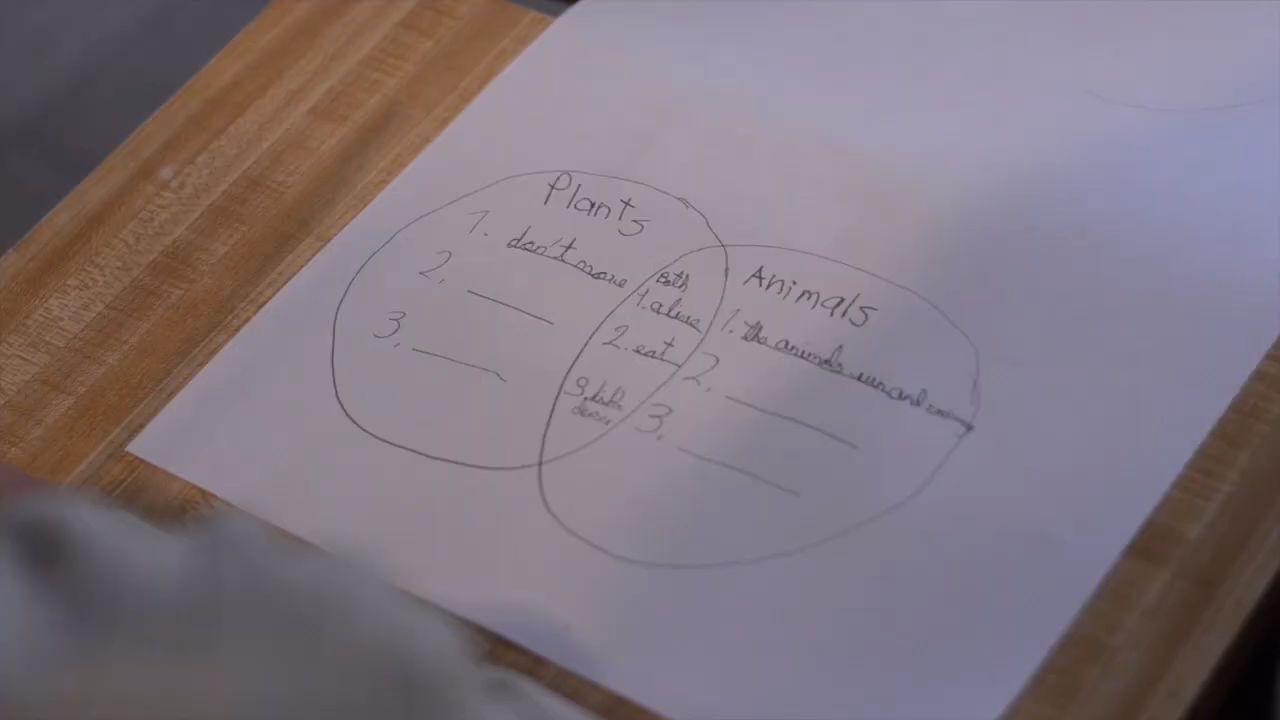 Plants
1. don't move
2.
3.
Both
1. alive
2. eat
3.
Animals
1. the animals run and
2.
3.